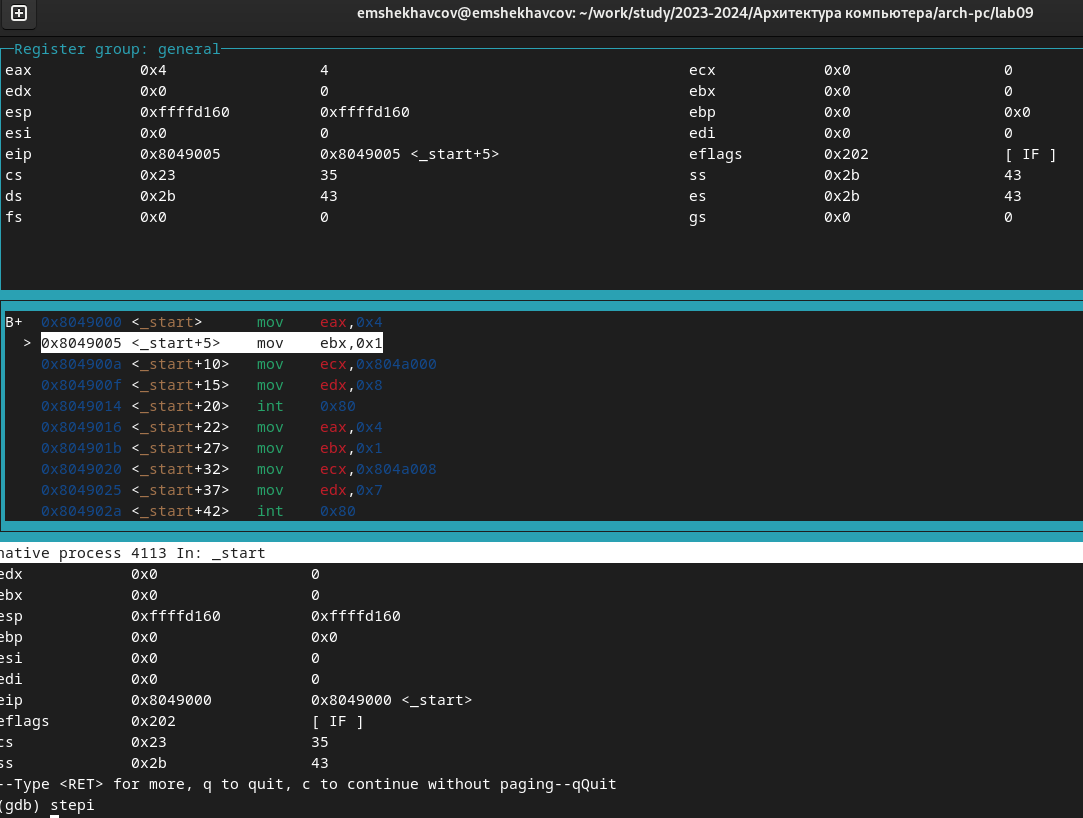 emshekhavcov@emshekhavcov: ~/work/study/2023-2024/Архитектура компьютера/arch-pc/lab09
Register group: general
eax 0x4 4 ecx 0x0 0
edx 0x0 0 ebx 0x0 0
esp 0xffffd160 0xffffd160 ebp 0x0 0x0
esi 0x0 0 edi 0x0 0
eip 0x8049005 0x8049005 <_start+5> eflags 0x202 [ IF ]
cs 0x23 35 ss 0x2b 43
ds 0x2b 43 es 0x2b 43
fs 0x0 0 gs 0x0 0
B+ 0x8049000 <_start> mov eax,0x4
> 0x8049005 <_start+5> mov ebx,0x1
0x804900a <_start+10> mov ecx,0x804a000
0x804900f <_start+15> mov edx,0x8
0x8049014 <_start+20> int 0x80
0x8049016 <_start+22> mov eax,0x4
0x804901b <_start+27> mov ebx,0x1
0x8049020 <_start+32> mov ecx,0x804a008
0x8049025 <_start+37> mov edx,0x7
0x804902a <_start+42> int 0x80
native process 4113 In: _start
edx 0x0 0
ebx 0x0 0
esp 0xffffd160 0xffffd160
ebp 0x0 0x0
esi 0x0 0
edi 0x0 0
eip 0x8049000 0x8049000 <_start>
eflags 0x202 [ IF ]
cs 0x23 35
ss 0x2b 43
--Type <RET> for more, q to quit, c to continue without paging--qQuit
(gdb) stepi